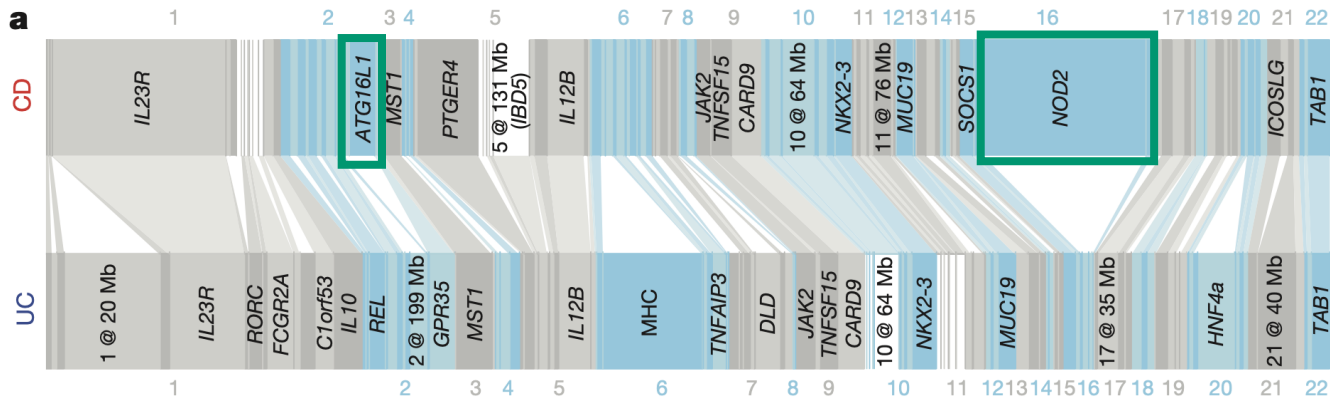 a
1 2 3 4 5 6 7 8 9 10 11 12 13 14 15 16 17 18 19 20 21 22
CD
IL23R
ATG16L1
MST1
PTGER4
5 @ 131 Mb
(IBD5)
IL12B
JAK2
TNFSF15
CARD9
10 @ 64 Mb
NKX2-3
11 @ 76 Mb
MUC19
SOCS1
NOD2
ICOSLG
TAB1
UC
1 @ 20 Mb
IL23R
RORC
FCGR2A
C1orf53
IL10
REL
2 @ 199 Mb
GPR35
MST1
IL12B
MHC
TNFAIP3
DLD
JAK2
TNFSF15
CARD9
10 @ 64 Mb
NKX2-3
MUC19
17 @ 35 Mb
HNF4a
21 @ 40 Mb
TAB1
1 2 3 4 5 6 7 8 9 10 11 12 13 14 15 16 17 18 19 20 21 22